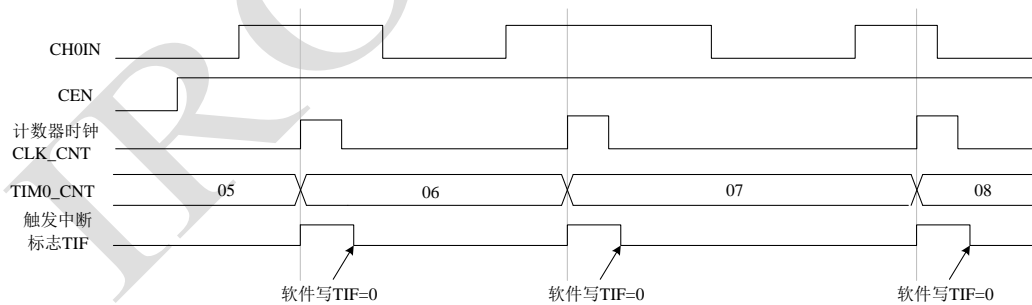 CH0IN
CEN
计数器时钟
CLK_CNT
TIM0_CNT 05 06 07 08
触发中断
标志TIF
软件写TIF=0 软件写TIF=0 软件写TIF=0